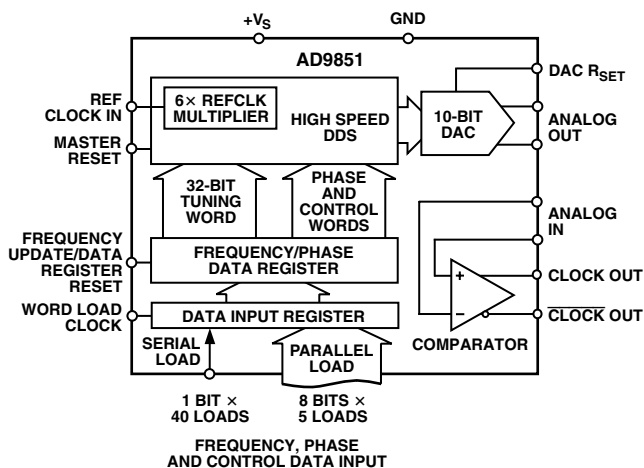 +VS
GND
AD9851
DAC RSET
REF
CLOCK IN
6× REFCLK
MULTIPLIER
HIGH SPEED
DDS
10-BIT
DAC
ANALOG
OUT
MASTER
RESET
32-BIT
TUNING
WORD
PHASE
AND
CONTROL
WORDS
ANALOG
IN
FREQUENCY
UPDATE/DATA
REGISTER
RESET
FREQUENCY/PHASE
DATA REGISTER
+
CLOCK OUT
WORD LOAD
CLOCK
DATA INPUT REGISTER
–
CLOCK OUT
COMPARATOR
SERIAL
LOAD
PARALLEL
LOAD
1 BIT ×
40 LOADS
8 BITS ×
5 LOADS
FREQUENCY, PHASE
AND CONTROL DATA INPUT